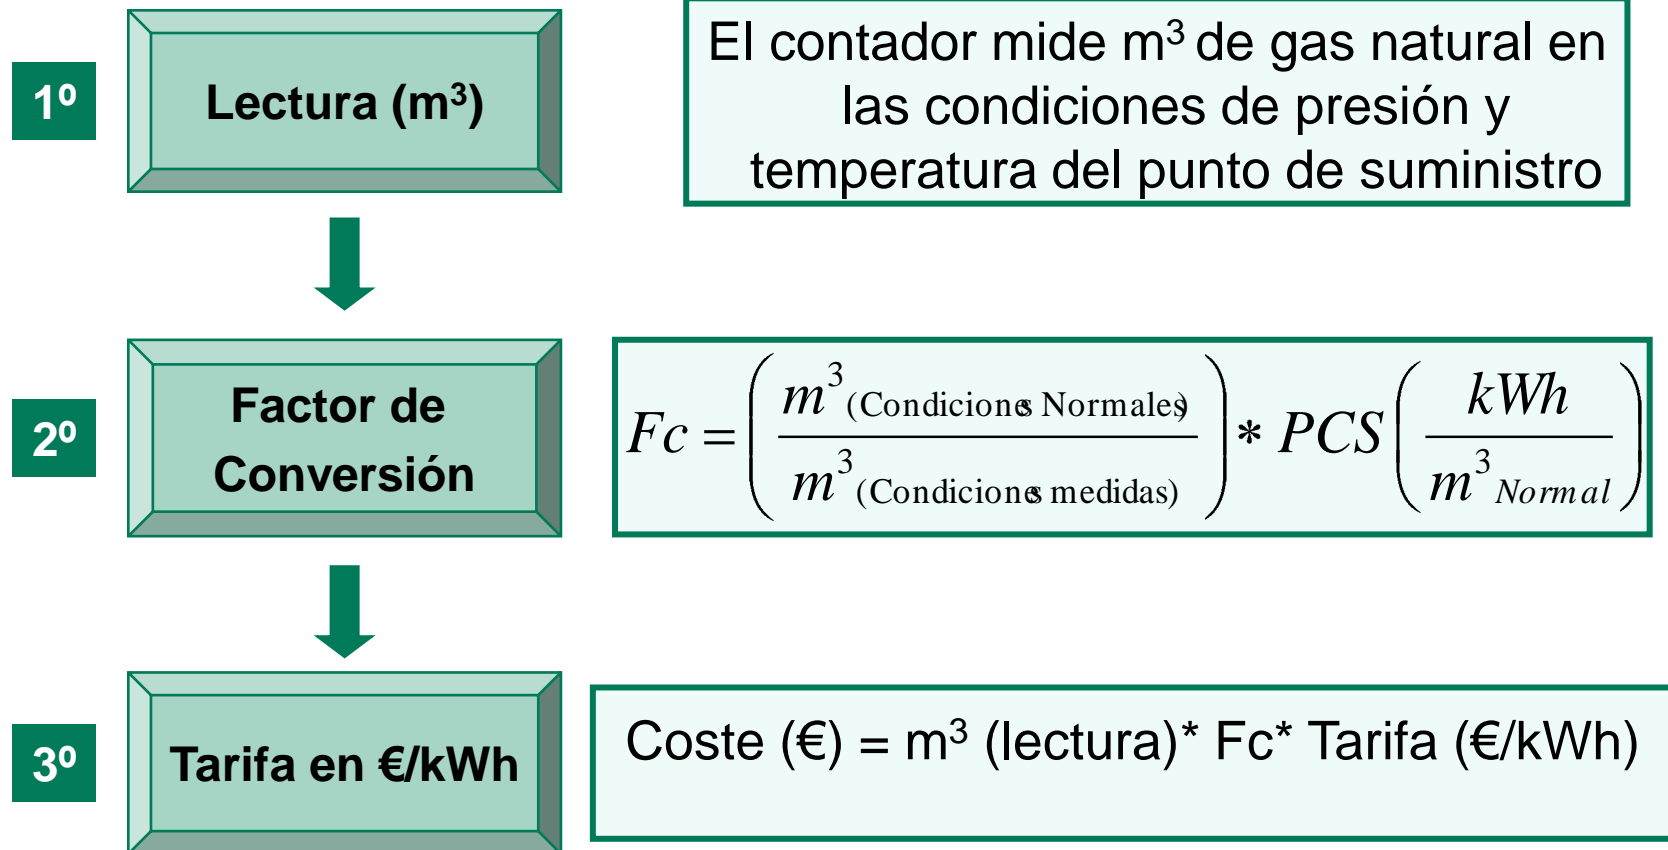 1º
Lectura (m³)
El contador mide m³ de gas natural en
las condiciones de presión y
temperatura del punto de suministro
2º
Factor de
Conversión
Fc = ( m³ (Condiciones Normales) / m³ (Condiciones medidas) ) * PCS ( kWh / m³ Normal )
3º
Tarifa en €/kWh
Coste (€) = m³ (lectura)* Fc* Tarifa (€/kWh)